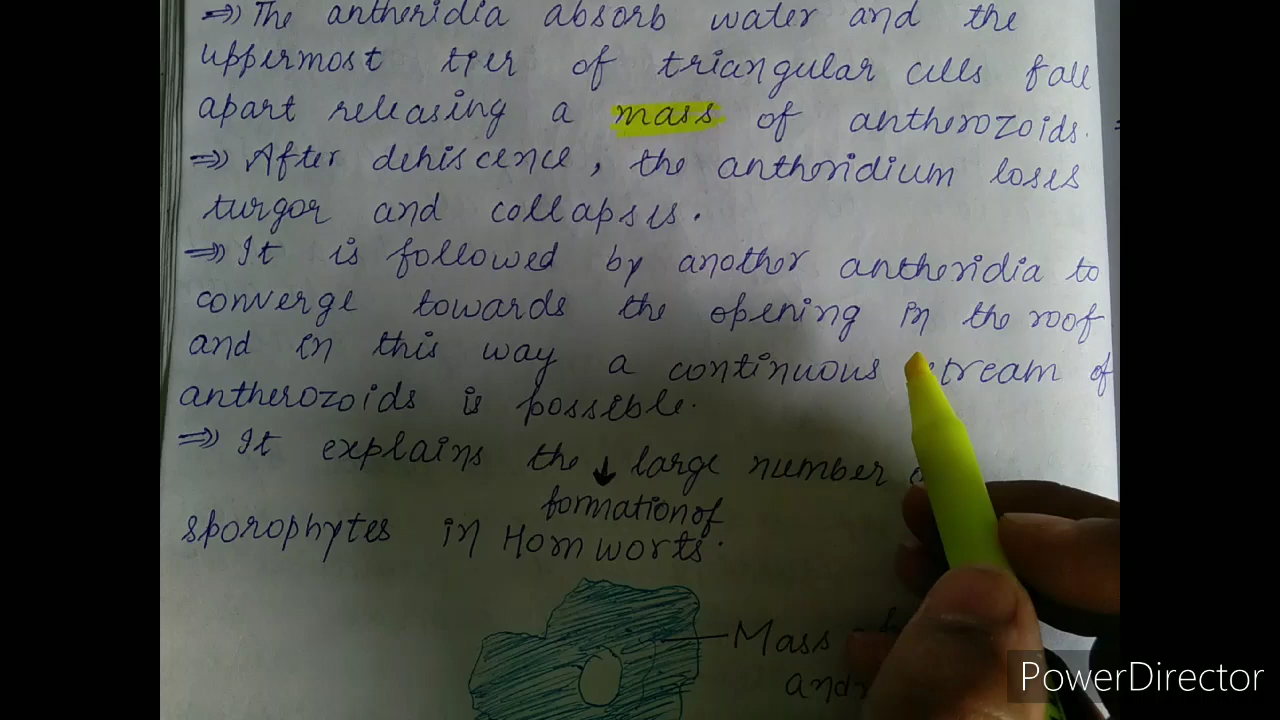 ⇒ The antheridia absorb water and the
uppermost tier of triangular cells fall
apart releasing a mass of antherozoids.
⇒ After dehiscence, the antheridium loses
turgor and collapses.
⇒ It is followed by another antheridia to
converge towards the opening in the roof
and in this way a continuous stream of
antherozoids is possible.
⇒ It explains the ↓ large number
formation of
sporophytes in Hornworts.
Mass
PowerDirector